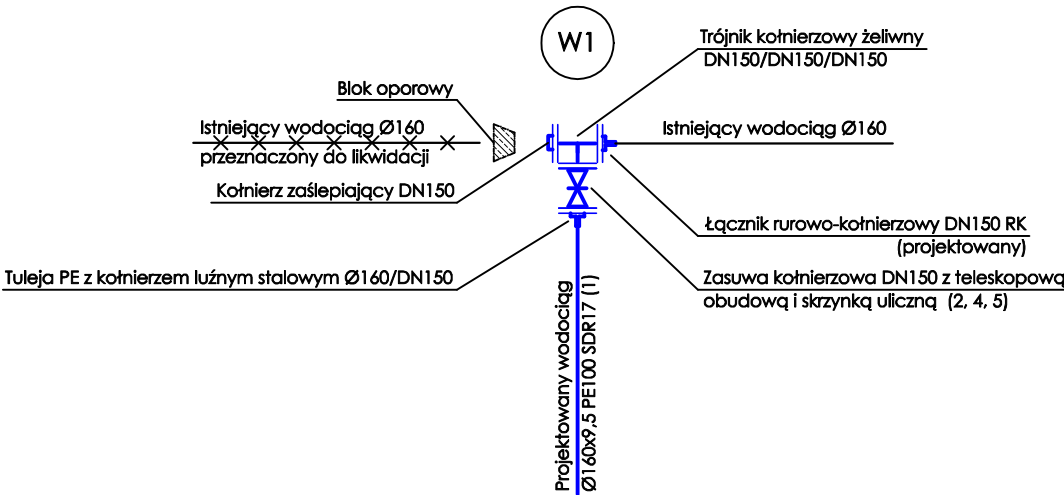 W1
Trójnik kołnierzowy żeliwny
DN150/DN150/DN150
Blok oporowy
Istniejący wodociąg Ø160
przeznaczony do likwidacji
Istniejący wodociąg Ø160
Kołnierz zaślepiający DN150
Łącznik rurowo-kołnierzowy DN150 RK
(projektowany)
Tuleja PE z kołnierzem luźnym stalowym Ø160/DN150
Zasuwa kołnierzowa DN150 z teleskopową
obudową i skrzynką uliczną (2, 4, 5)
Projektowany wodociąg
Ø160x9,5 PE100 SDR17 (1)